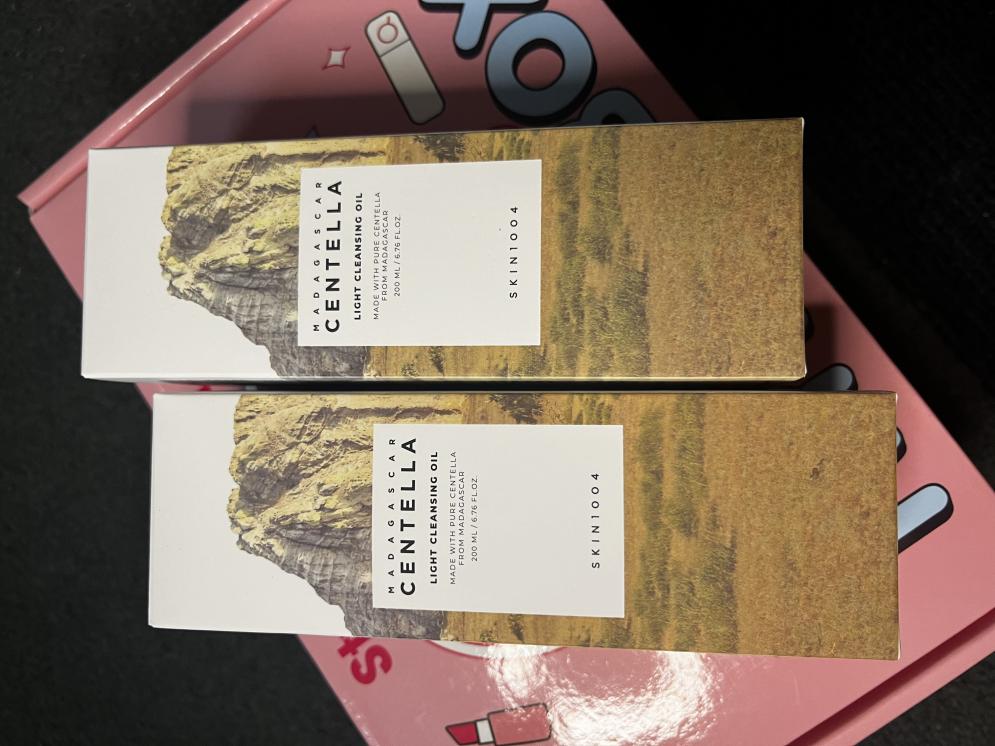 MADAGASCAR
CENTELLA
LIGHT CLEANSING OIL
MADE WITH PURE CENTELLA
FROM MADAGASCAR
200 ML / 6.76 FL.OZ.
SKIN1004
MADAGASCAR
CENTELLA
LIGHT CLEANSING OIL
MADE WITH PURE CENTELLA
FROM MADAGASCAR
200 ML / 6.76 FL.OZ.
SKIN1004
st